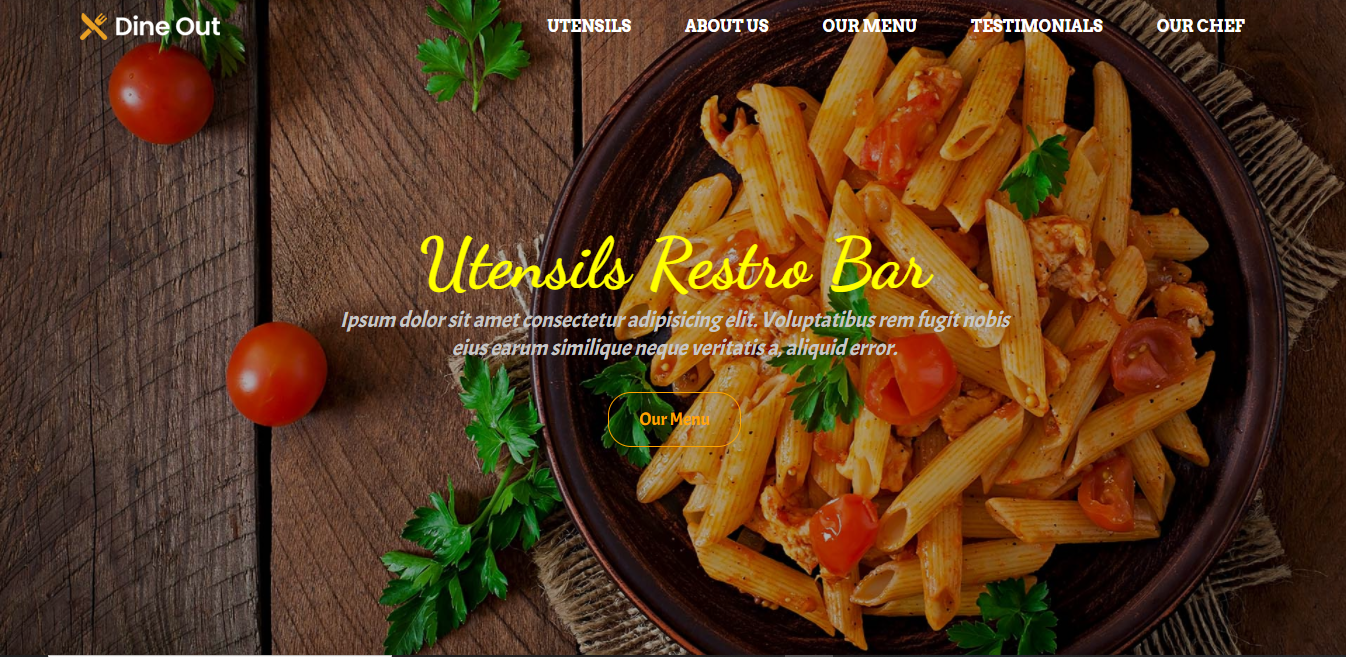 Dine Out
UTENSILS
ABOUT US
OUR MENU
TESTIMONIALS
OUR CHEF
Utensils Restro Bar
Ipsum dolor sit amet consectetur adipisicing elit. Voluptatibus rem fugit nobis
eius earum similique neque veritatis a, aliquid error.
Our Menu